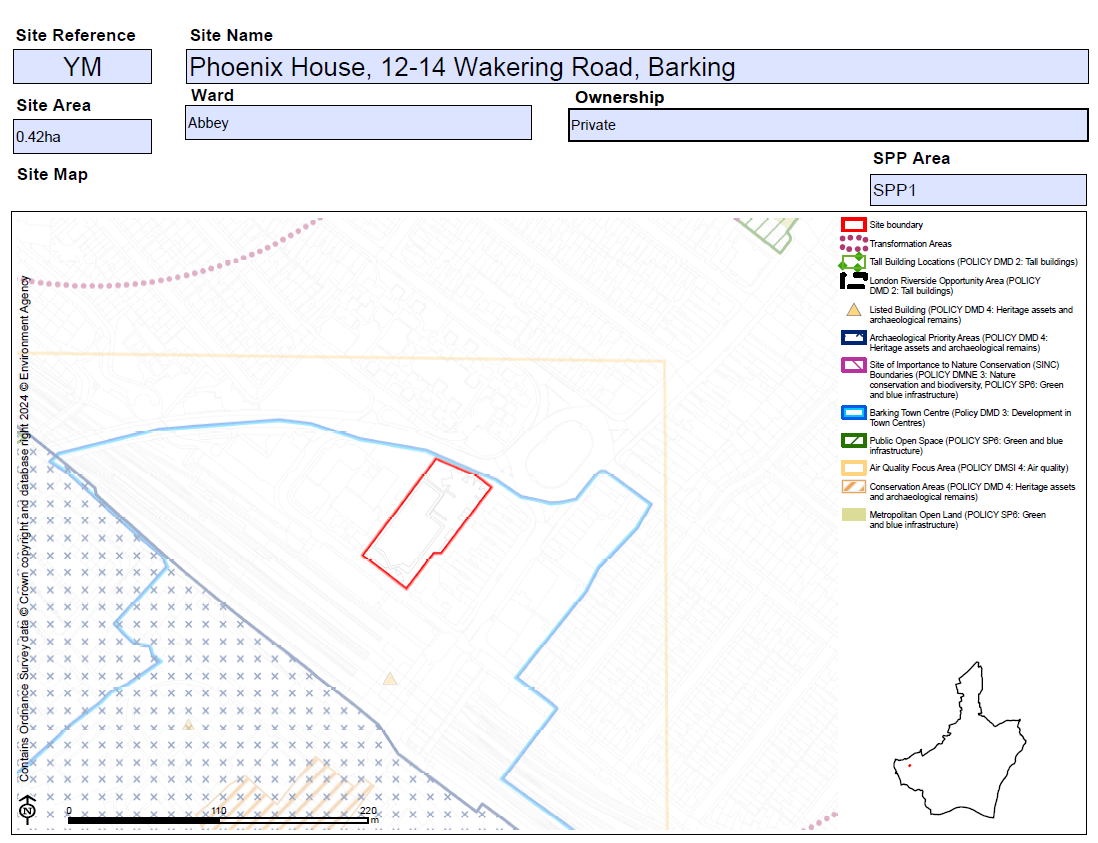 Site Reference
Site Name
YM
Phoenix House, 12-14 Wakering Road, Barking
Site Area
Ward
Ownership
0.42ha
Abbey
Private
SPP Area
Site Map
SPP1
Site boundary
Transformation Areas
Tall Building Locations (POLICY DMD 2: Tall buildings)
London Riverside Opportunity Area (POLICY
DMD 2: Tall buildings)
Listed Building (POLICY DMD 4: Heritage assets and
archaeological remains)
Archaeological Priority Areas (POLICY DMD 4:
Heritage assets and archaeological remains)
Site of Importance to Nature Conservation (SINC)
Boundaries (POLICY DMNE 3: Nature
conservation and biodiversity, POLICY SP6: Green
and blue infrastructure)
Barking Town Centre (Policy DMD 3: Development in
Town Centres)
Public Open Space (POLICY SP6: Green and blue
infrastructure)
Air Quality Focus Area (POLICY DMSI 4: Air quality)
Conservation Areas (POLICY DMD 4: Heritage assets
and archaeological remains)
Metropolitan Open Land (POLICY SP6: Green
and blue infrastructure)
Contains Ordnance Survey data © Crown copyright and database right 2024 © Environment Agency
N
0 110 220
m